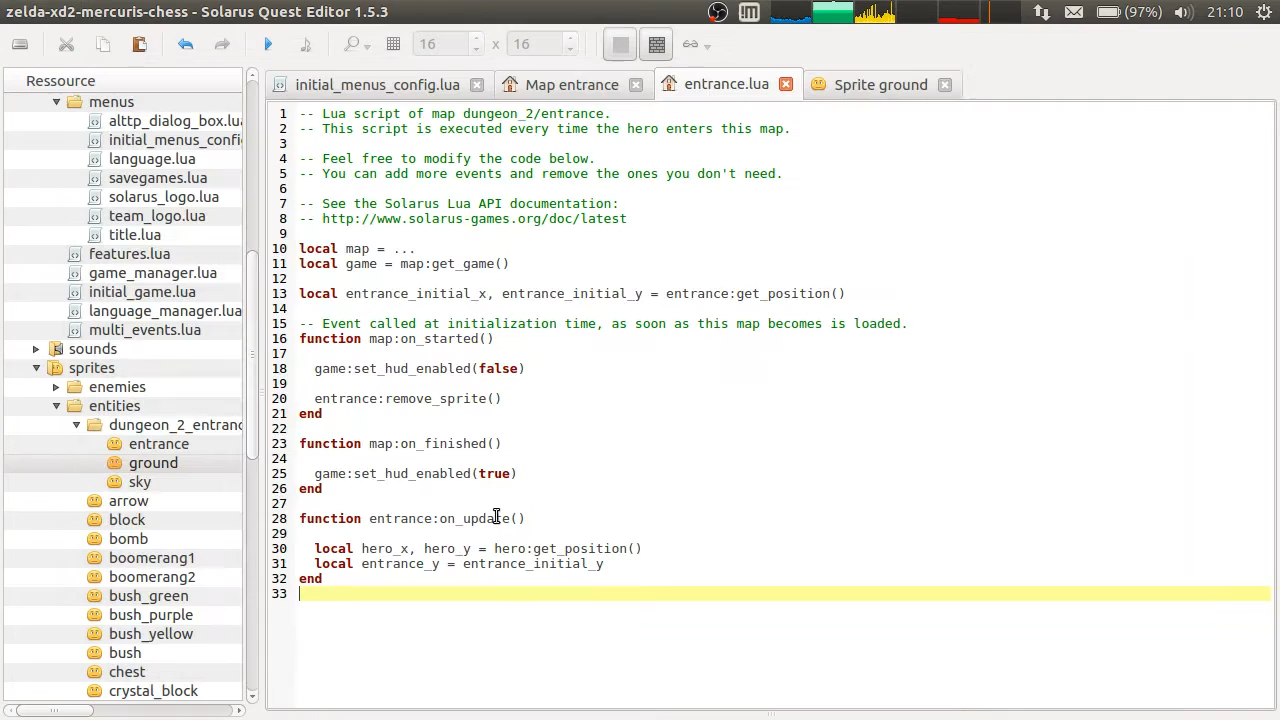 zelda-xd2-mercuris-chess - Solarus Quest Editor 1.5.3
(97%)
21:10
16 x 16
Ressource
menus
alttp_dialog_box.lua
initial_menus_confi
language.lua
savegames.lua
solarus_logo.lua
team_logo.lua
title.lua
features.lua
game_manager.lua
initial_game.lua
language_manager.lua
multi_events.lua
sounds
sprites
enemies
entities
dungeon_2_entranc
entrance
ground
sky
arrow
block
bomb
boomerang1
boomerang2
bush_green
bush_purple
bush_yellow
bush
chest
crystal_block
initial_menus_config.lua
Map entrance
entrance.lua
Sprite ground
1 -- Lua script of map dungeon_2/entrance.
2 -- This script is executed every time the hero enters this map.
3
4 -- Feel free to modify the code below.
5 -- You can add more events and remove the ones you don't need.
6
7 -- See the Solarus Lua API documentation:
8 -- http://www.solarus-games.org/doc/latest
9
10 local map = ...
11 local game = map:get_game()
12
13 local entrance_initial_x, entrance_initial_y = entrance:get_position()
14
15 -- Event called at initialization time, as soon as this map becomes is loaded.
16 function map:on_started()
17
18 game:set_hud_enabled(false)
19
20 entrance:remove_sprite()
21 end
22
23 function map:on_finished()
24
25 game:set_hud_enabled(true)
26 end
27
28 function entrance:on_update()
29
30 local hero_x, hero_y = hero:get_position()
31 local entrance_y = entrance_initial_y
32 end
33